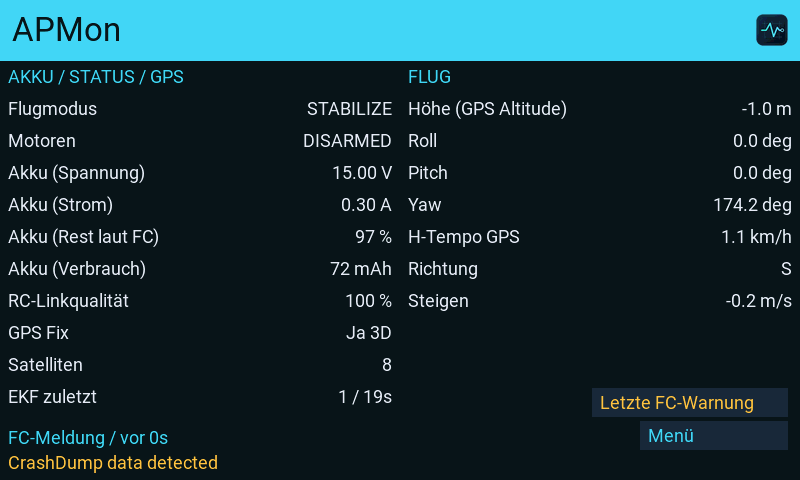 APMon
AKKU / STATUS / GPS
Flugmodus STABILIZE
Motoren DISARMED
Akku (Spannung) 15.00 V
Akku (Strom) 0.30 A
Akku (Rest laut FC) 97 %
Akku (Verbrauch) 72 mAh
RC-Linkqualität 100 %
GPS Fix Ja 3D
Satelliten 8
EKF zuletzt 1 / 19s
FC-Meldung / vor 0s
CrashDump data detected
FLUG
Höhe (GPS Altitude) -1.0 m
Roll 0.0 deg
Pitch 0.0 deg
Yaw 174.2 deg
H-Tempo GPS 1.1 km/h
Richtung S
Steigen -0.2 m/s
Letzte FC-Warnung
Menü